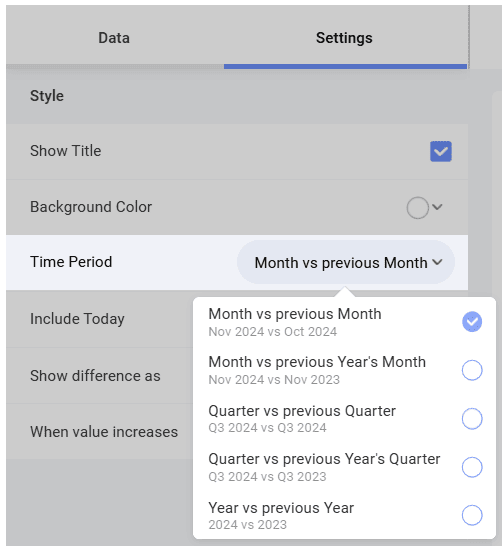 Data Settings
Style
Show Title
Background Color
Time Period Month vs previous Month
Include Today
Show difference as
When value increases
Month vs previous Month
Nov 2024 vs Oct 2024
Month vs previous Year's Month
Nov 2024 vs Nov 2023
Quarter vs previous Quarter
Q3 2024 vs Q3 2024
Quarter vs previous Year's Quarter
Q3 2024 vs Q3 2023
Year vs previous Year
2024 vs 2023